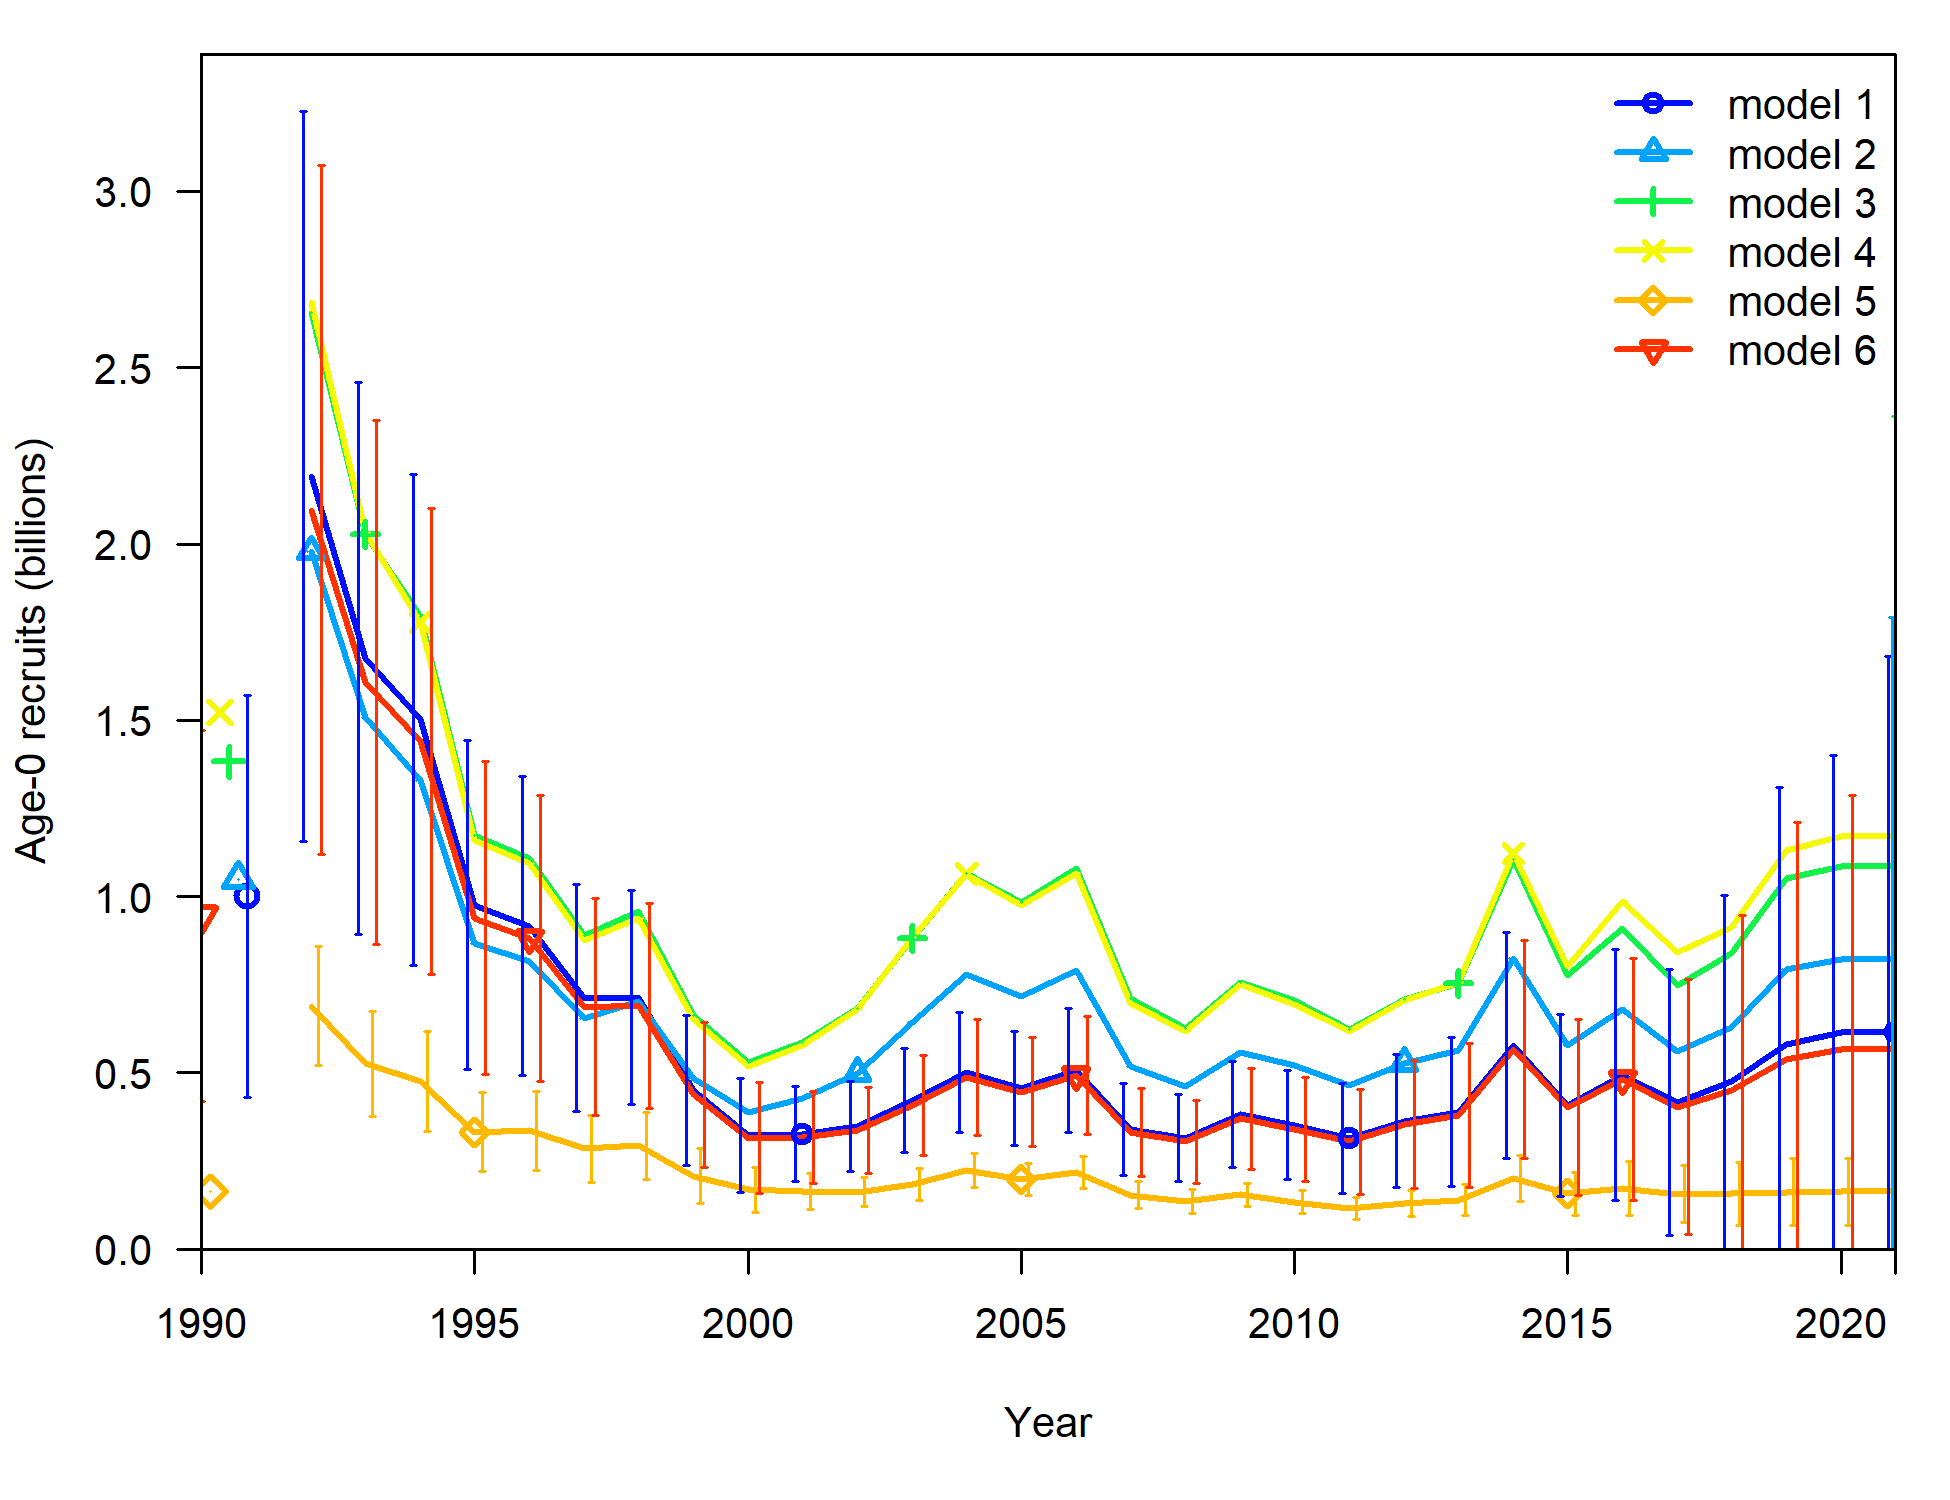 model 1
model 2
model 3
model 4
model 5
model 6
Age-0 recruits (billions)
3.0
2.5
2.0
1.5
1.0
0.5
0.0
1990 1995 2000 2005 2010 2015 2020
Year